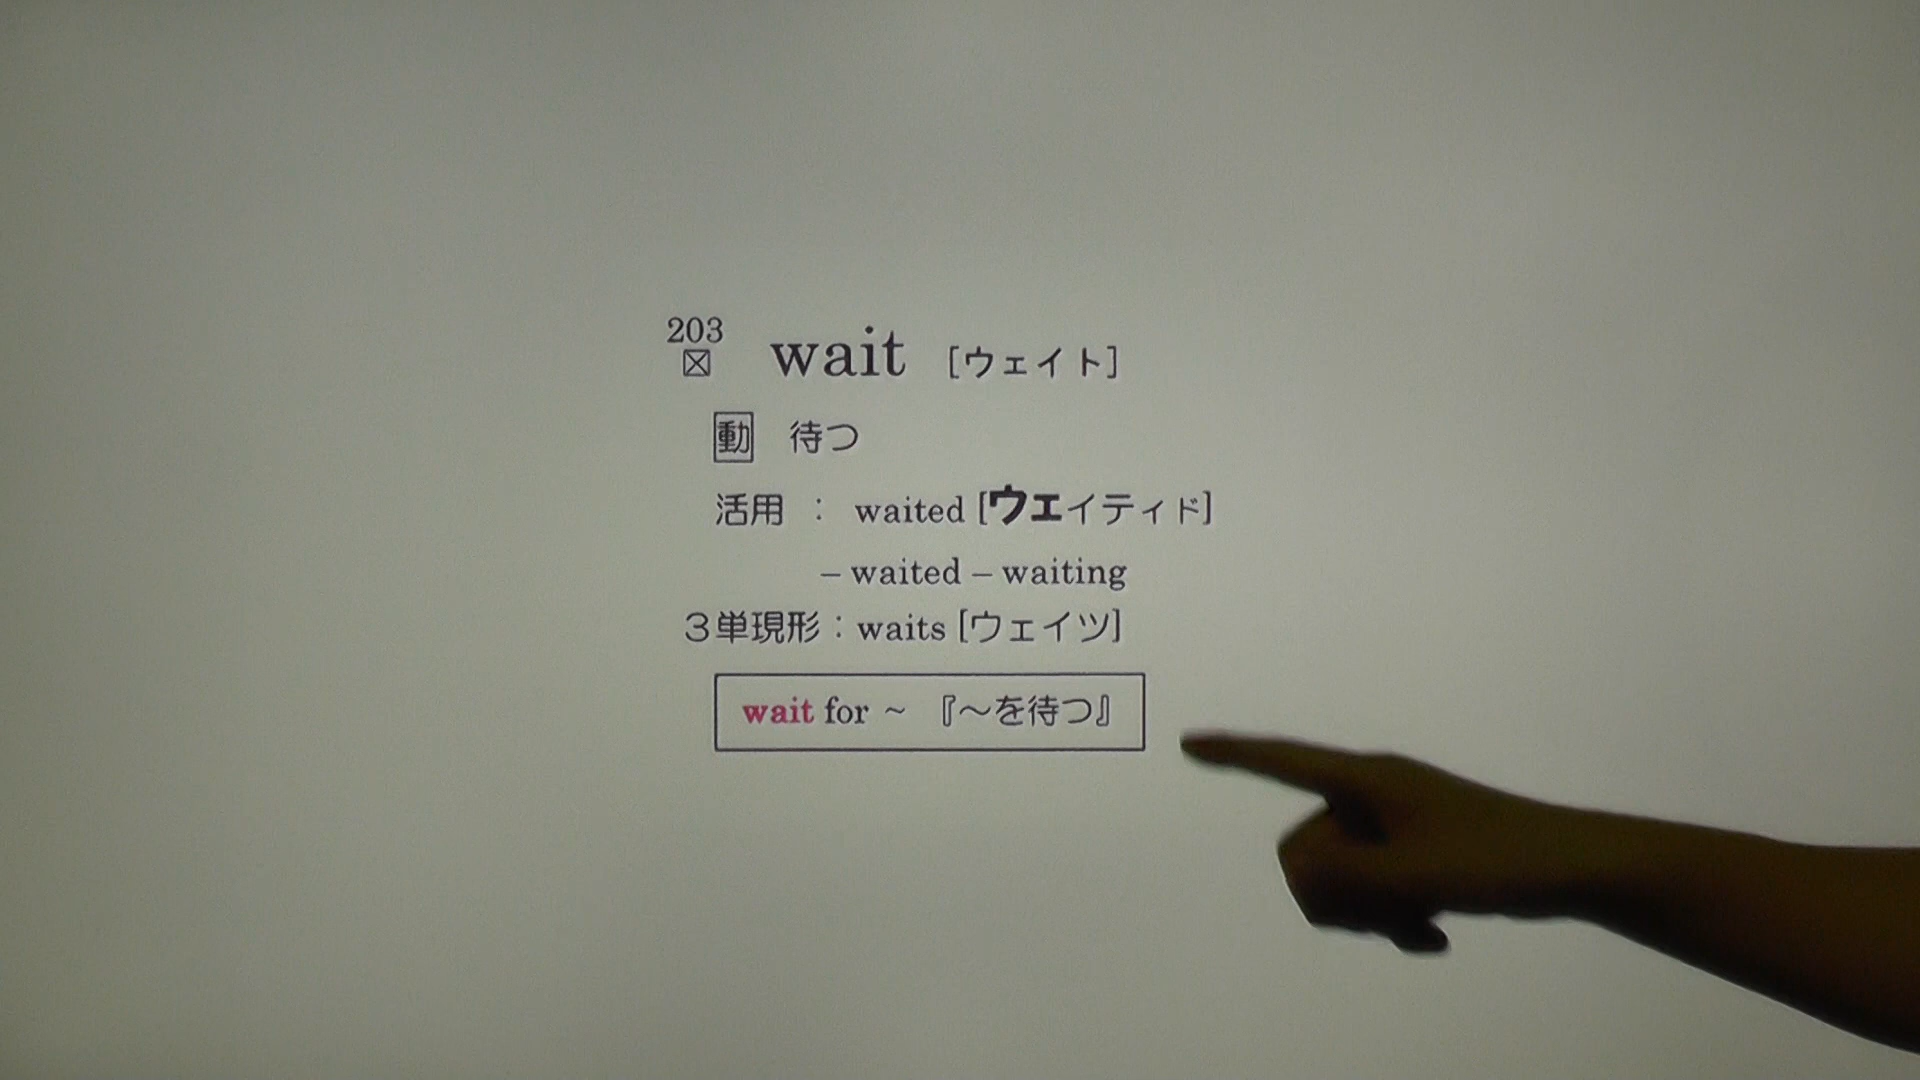 203
☒ wait [ウェイト]
動 待つ
活用 : waited [ウェイティド]
– waited – waiting
3単現形:waits [ウェイツ]
wait for ~ 『~を待つ』